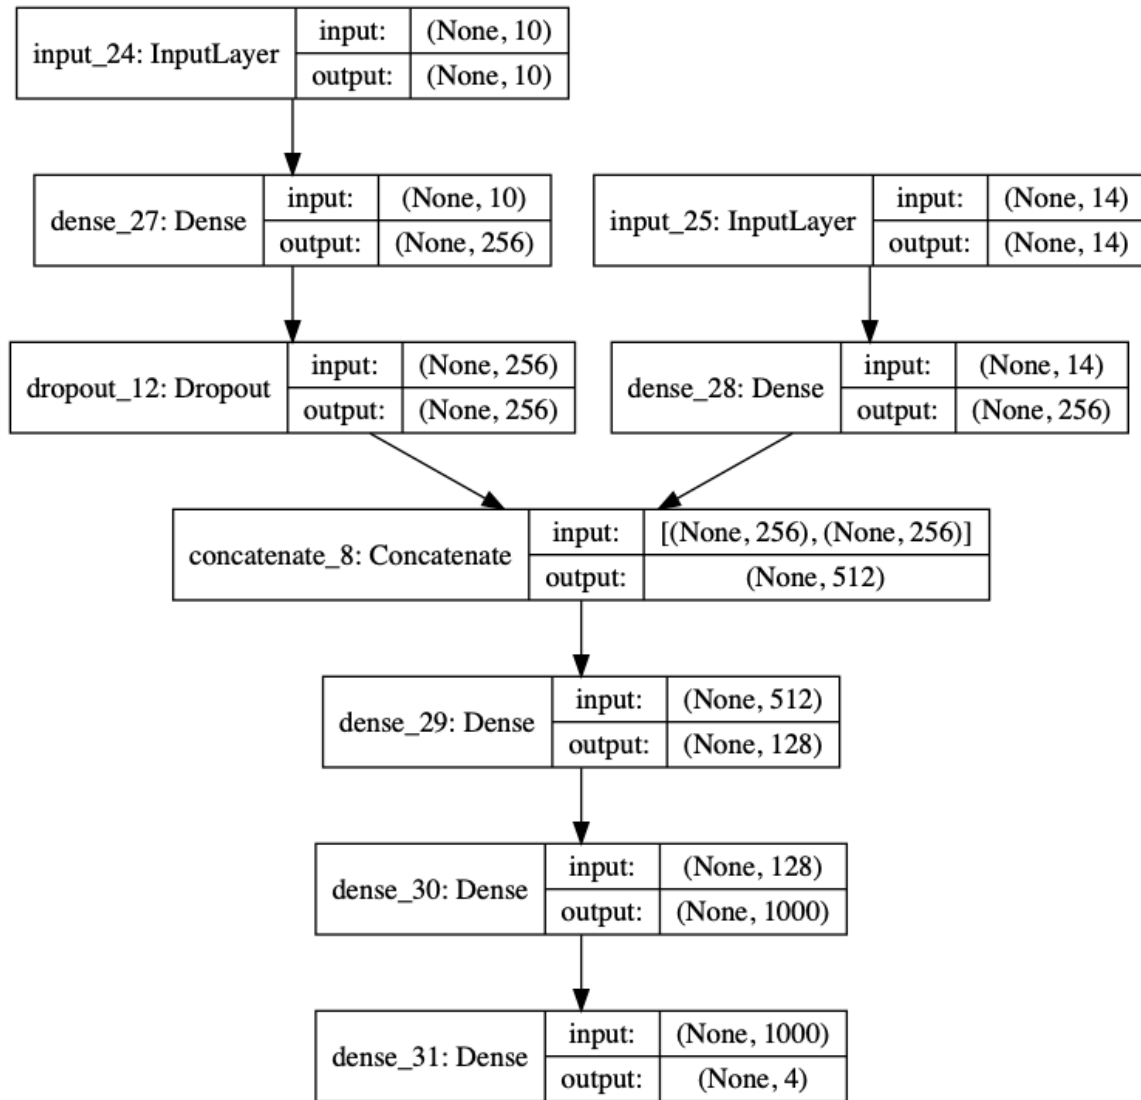 input_24: InputLayer
input: (None, 10)
output: (None, 10)
dense_27: Dense
input: (None, 10)
output: (None, 256)
input_25: InputLayer
input: (None, 14)
output: (None, 14)
dropout_12: Dropout
input: (None, 256)
output: (None, 256)
dense_28: Dense
input: (None, 14)
output: (None, 256)
concatenate_8: Concatenate
input: [(None, 256), (None, 256)]
output: (None, 512)
dense_29: Dense
input: (None, 512)
output: (None, 128)
dense_30: Dense
input: (None, 128)
output: (None, 1000)
dense_31: Dense
input: (None, 1000)
output: (None, 4)